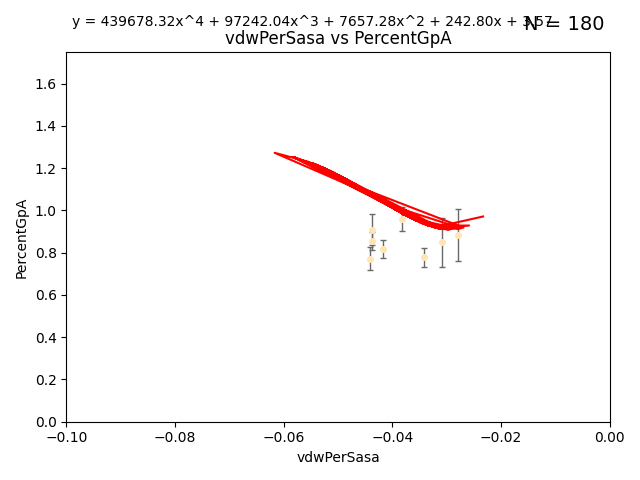 y = 439678.32x^4 + 97242.04x^3 + 7657.28x^2 + 242.80x + 3.57
N = 180
vdwPerSasa vs PercentGpA
1.6
1.4
1.2
1.0
0.8
0.6
0.4
0.2
0.0
PercentGpA
−0.10 −0.08 −0.06 −0.04 −0.02 0.00
vdwPerSasa